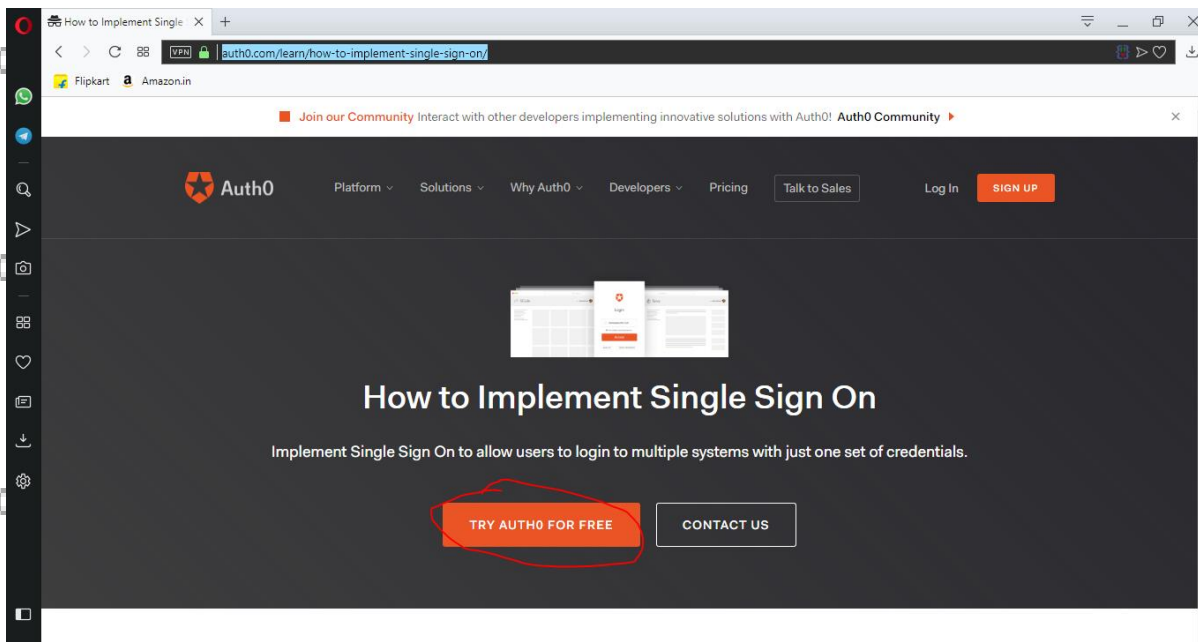 How to Implement Single
VPN
auth0.com/learn/how-to-implement-single-sign-on/
Flipkart
a Amazon.in
Join our Community Interact with other developers implementing innovative solutions with Auth0! Auth0 Community
Auth0
Platform
Solutions
Why Auth0
Developers
Pricing
Talk to Sales
Log In
SIGN UP
Login
How to Implement Single Sign On
Implement Single Sign On to allow users to login to multiple systems with just one set of credentials.
TRY AUTH0 FOR FREE
CONTACT US